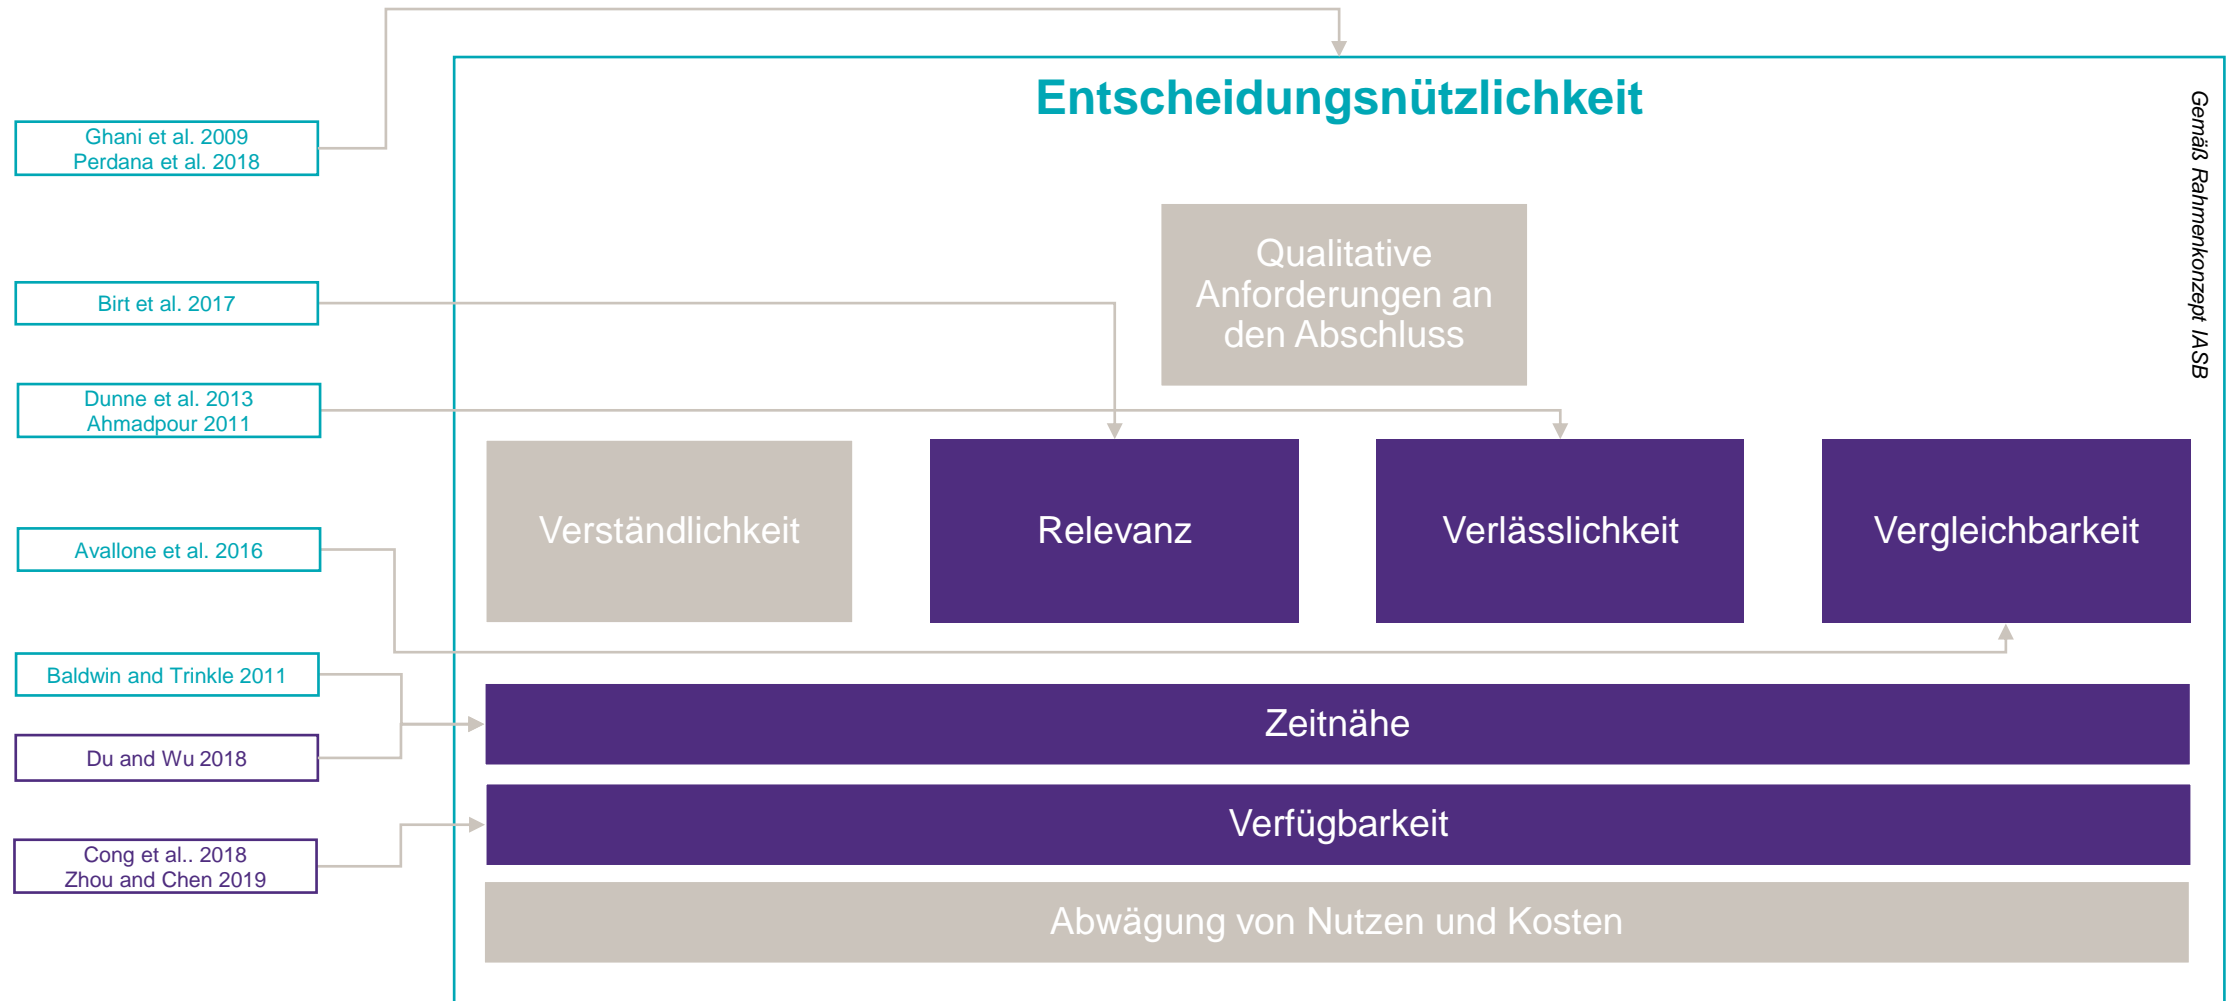 Entscheidungsnützlichkeit
Gemäß Rahmenkonzept IASB
Ghani et al. 2009
Perdana et al. 2018
Qualitative
Anforderungen an
den Abschluss
Birt et al. 2017
Dunne et al. 2013
Ahmadpour 2011
Verständlichkeit
Relevanz
Verlässlichkeit
Vergleichbarkeit
Avallone et al. 2016
Baldwin and Trinkle 2011
Zeitnähe
Du and Wu 2018
Verfügbarkeit
Cong et al.. 2018
Zhou and Chen 2019
Abwägung von Nutzen und Kosten